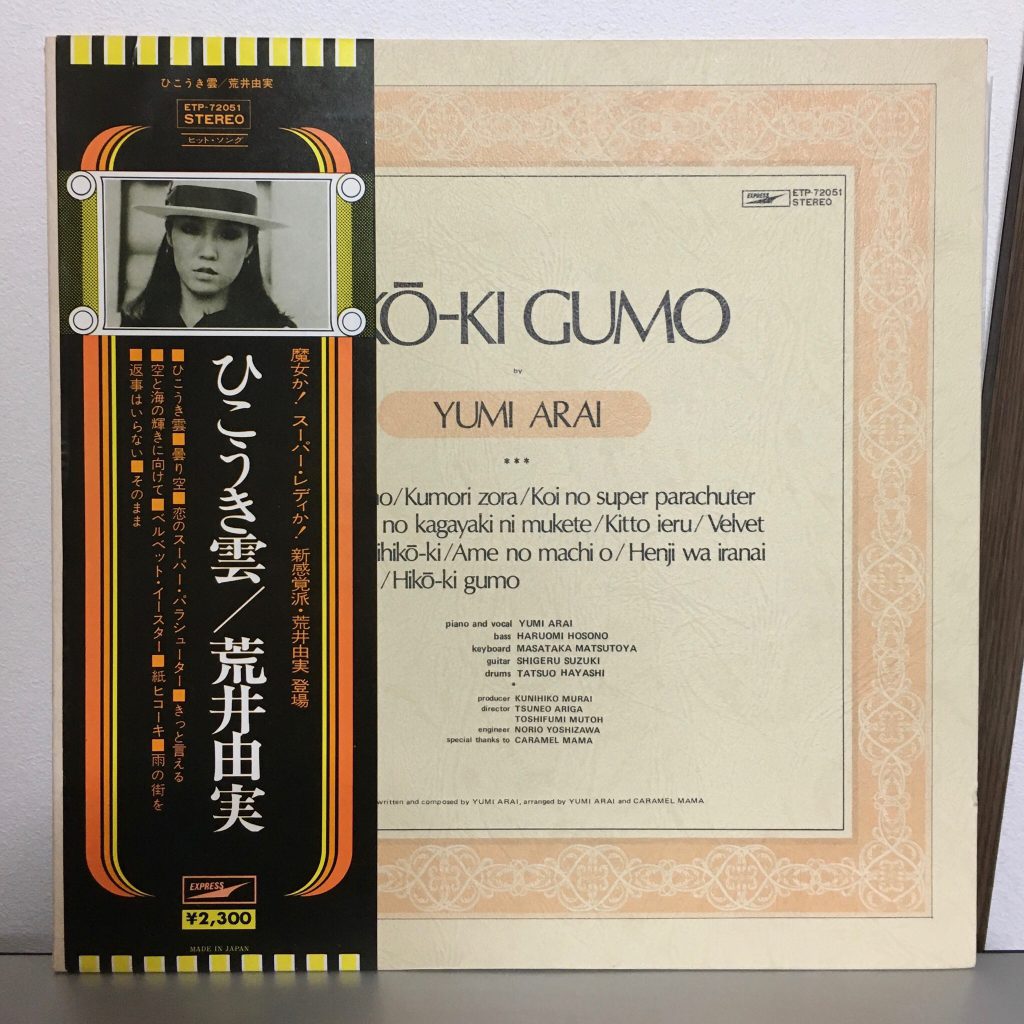 ひこうき雲/荒井由実
ETP-72051
STEREO
ヒット・ソング
魔女か!スーパー・レディか! 新感覚派・荒井由実 登場
ひこうき雲/荒井由実
■ひこうき雲■曇り空■恋のスーパー・パラシューター■きっと言える
■空と海の輝きに向けて■ベルベット・イースター■紙ヒコーキ■雨の街を
■返事はいらない■そのまま
EXPRESS
¥2,300
MADE IN JAPAN
EXPRESS
ETP-72051
STEREO
KŌ-KI GUMO
by
YUMI ARAI
***
/Kumori zora/Koi no super parachuter
no kagayaki ni mukete/Kitto ieru/Velvet
hikō-ki/Ame no machi o/Henji wa iranai
/Hikō-ki gumo
piano and vocal YUMI ARAI
bass HARUOMI HOSONO
keyboard MASATAKA MATSUTOYA
guitar SHIGERU SUZUKI
drums TATSUO HAYASHI
*
producer KUNIHIKO MURAI
director TSUNEO ARIGA
TOSHIFUMI MUTOH
engineer NORIO YOSHIZAWA
special thanks to CARAMEL MAMA
written and composed by YUMI ARAI, arranged by YUMI ARAI and CARAMEL MAMA